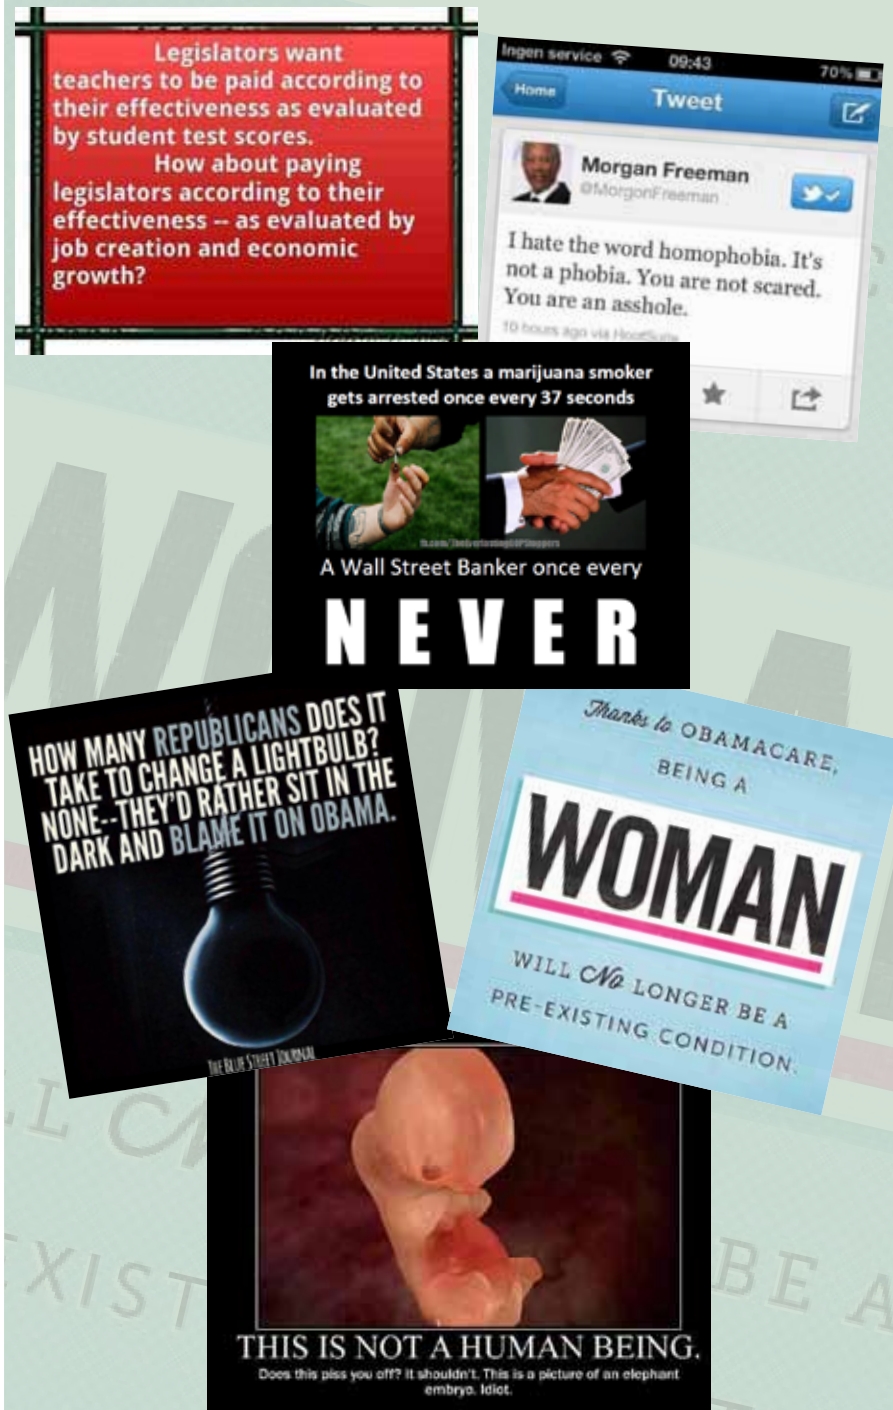 Legislators want
teachers to be paid according to
their effectiveness as evaluated
by student test scores.
How about paying
legislators according to their
effectiveness -- as evaluated by
job creation and economic
growth?
Ingen service 09:43 70%
Home
Tweet
Morgan Freeman
@MorgonFreeman
I hate the word homophobia. It's
not a phobia. You are not scared.
You are an asshole.
10 hours ago via HootSuite
In the United States a marijuana smoker
gets arrested once every 37 seconds
A Wall Street Banker once every
NEVER
HOW MANY REPUBLICANS DOES IT
TAKE TO CHANGE A LIGHTBULB?
NONE--THEY'D RATHER SIT IN THE
DARK AND BLAME IT ON OBAMA.
THE BLUE STREET JOURNAL
Thanks to OBAMACARE,
BEING A
WOMAN
WILL No LONGER BE A
PRE-EXISTING CONDITION.
THIS IS NOT A HUMAN BEING.
Does this piss you off? It shouldn't. This is a picture of an elephant
embryo. Idiot.